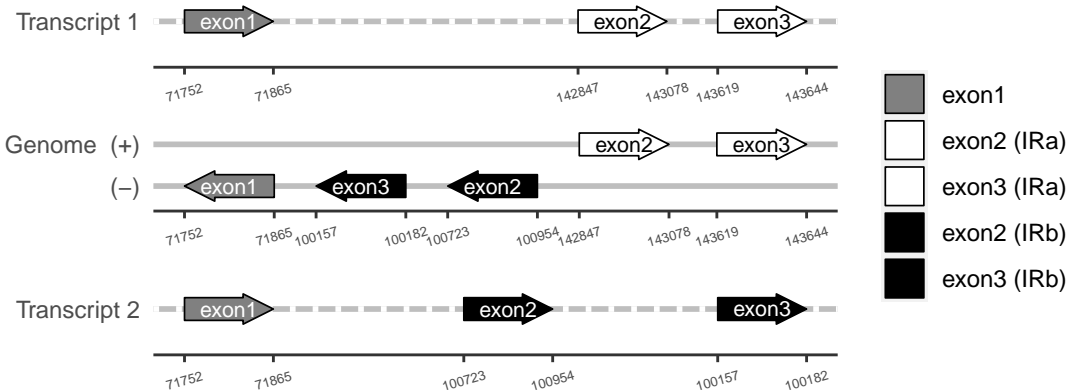 Transcript 1 exon1 exon2 exon3
71752 71865 142847 143078 143619 143644
exon1
exon2 (IRa)
exon3 (IRa)
exon2 (IRb)
exon3 (IRb)
Genome (+) exon2 exon3
(−) exon1 exon3 exon2
71752 71865 100157 100182 100723 100954 142847 143078 143619 143644
Transcript 2 exon1 exon2 exon3
71752 71865 100723 100954 100157 100182